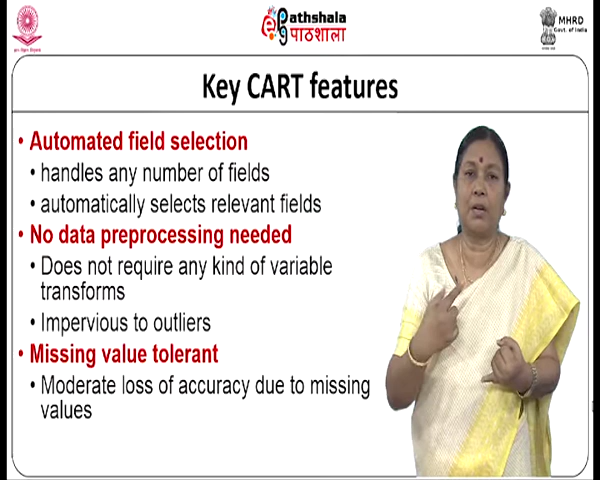 ePathshala
पाठशाला
MHRD
Govt. of India
Key CART features
• Automated field selection
• handles any number of fields
• automatically selects relevant fields
• No data preprocessing needed
• Does not require any kind of variable
transforms
• Impervious to outliers
• Missing value tolerant
• Moderate loss of accuracy due to missing
values